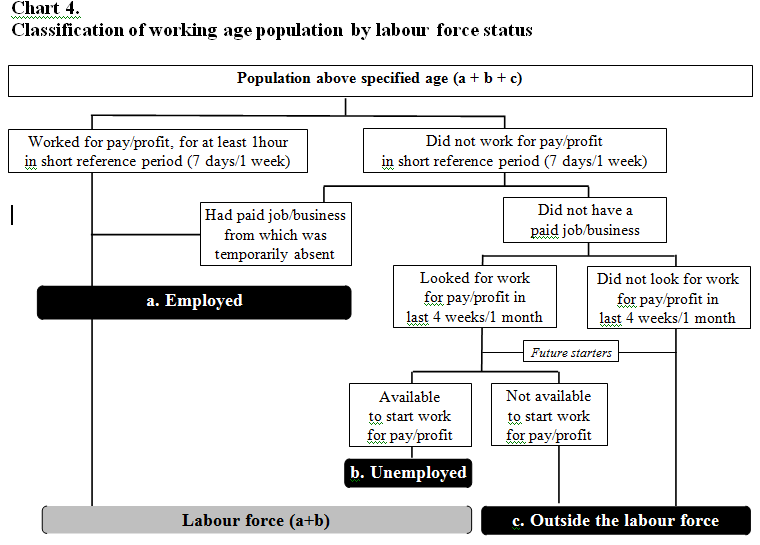 Chart 4.
Classification of working age population by labour force status
Population above specified age (a + b + c)
Worked for pay/profit, for at least 1hour
in short reference period (7 days/1 week)
Did not work for pay/profit
in short reference period (7 days/1 week)
Had paid job/business
from which was
temporarily absent
Did not have a
paid job/business
a. Employed
Looked for work
for pay/profit in
last 4 weeks/1 month
Did not look for work
for pay/profit in
last 4 weeks/1 month
Future starters
Available
to start work
for pay/profit
Not available
to start work
for pay/profit
b. Unemployed
Labour force (a+b)
c. Outside the labour force